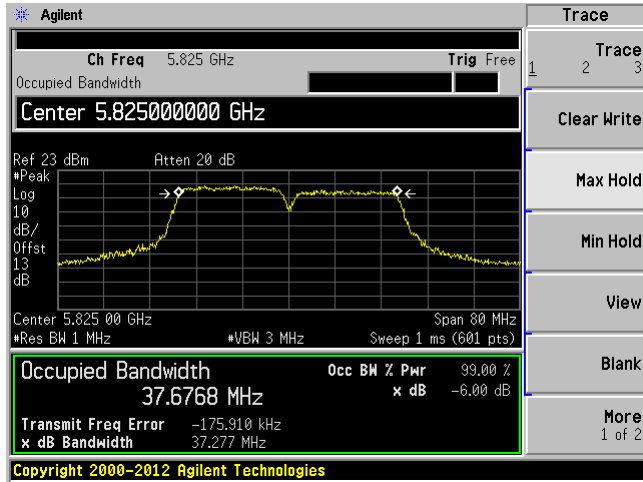 Agilent
Trace
Ch Freq 5.825 GHz Trig Free
Occupied Bandwidth
Center 5.825000000 GHz
Ref 23 dBm Atten 20 dB
#Peak
Log
10
dB/
Offst
13
dB
Center 5.825 00 GHz Span 80 MHz
#Res BW 1 MHz #VBW 3 MHz Sweep 1 ms (601 pts)
Occupied Bandwidth Occ BW % Pwr 99.00 %
37.6768 MHz x dB -6.00 dB
Transmit Freq Error -175.910 kHz
x dB Bandwidth 37.277 MHz
Copyright 2000-2012 Agilent Technologies
Trace
1 2 3
Clear Write
Max Hold
Min Hold
View
Blank
More
1 of 2